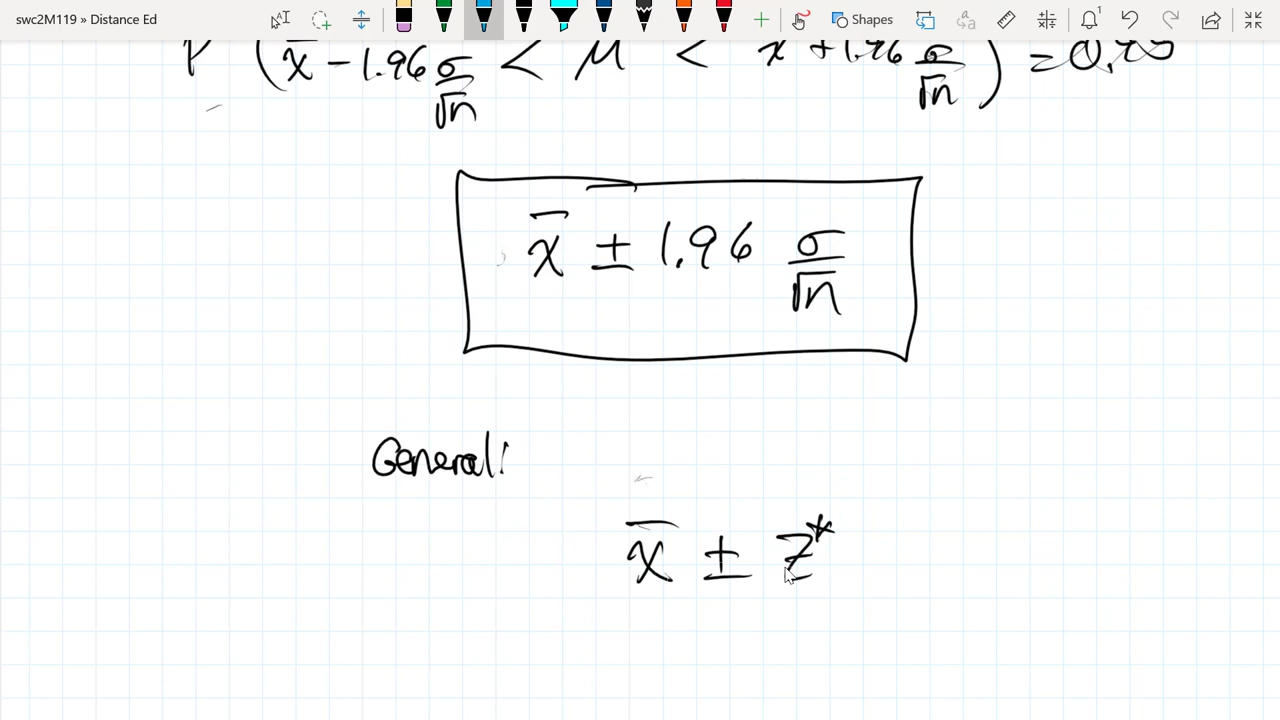 swc2M119 » Distance Ed
Shapes
P ( x̄ - 1.96 σ/√n < μ < x̄ + 1.96 σ/√n ) = 0.95
x̄ ± 1.96 σ/√n
General:
x̄ ± z*